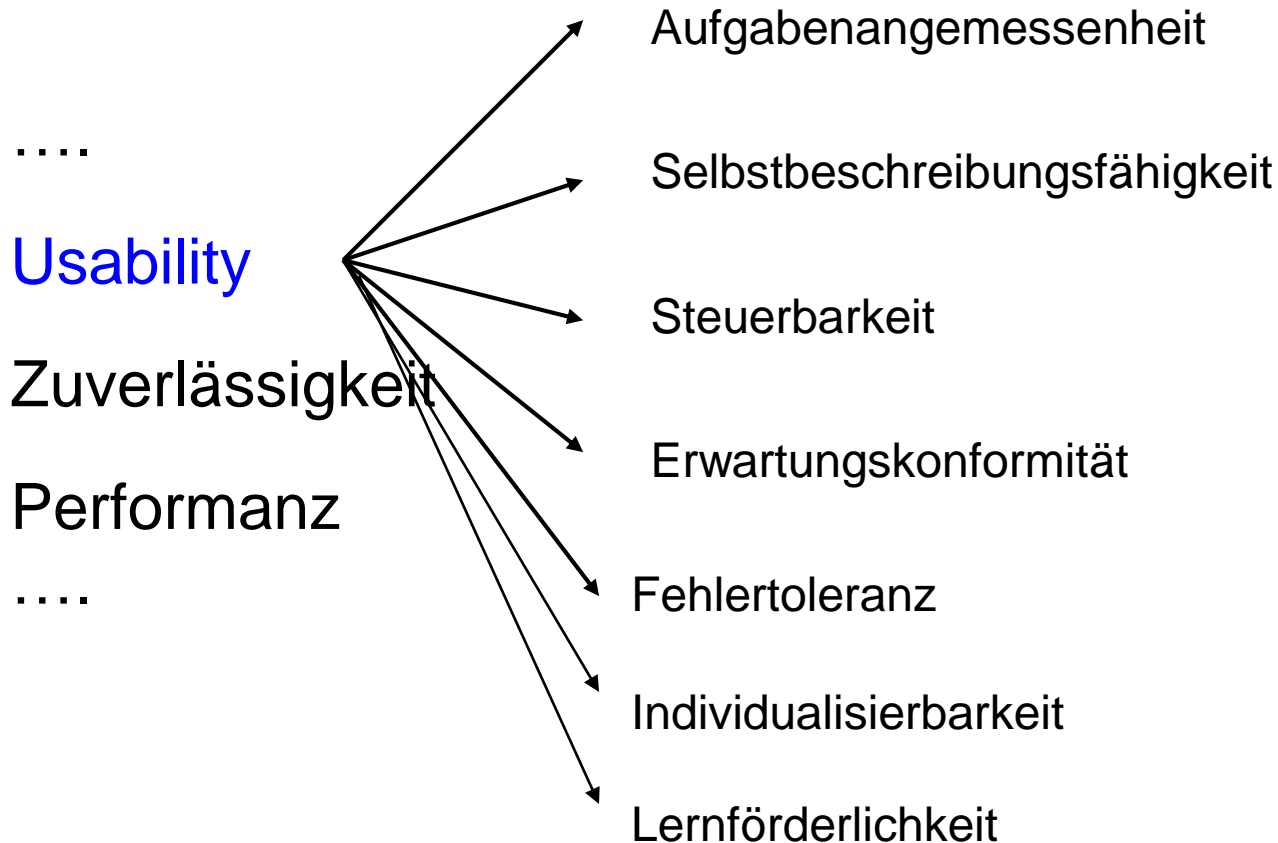 ….
Usability
Zuverlässigkeit
Performanz
….
Aufgabenangemessenheit
Selbstbeschreibungsfähigkeit
Steuerbarkeit
Erwartungskonformität
Fehlertoleranz
Individualisierbarkeit
Lernförderlichkeit